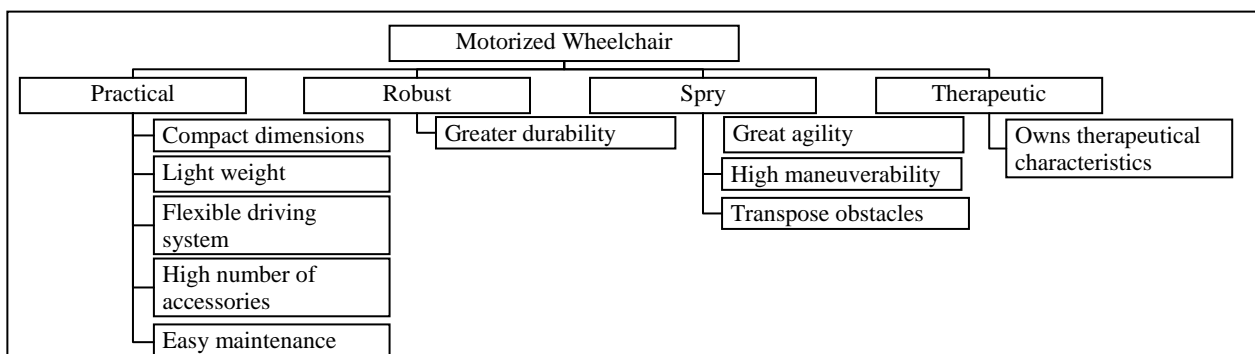 Motorized Wheelchair
Practical
Robust
Spry
Therapeutic
Compact dimensions
Light weight
Flexible driving
system
High number of
accessories
Easy maintenance
Greater durability
Great agility
High maneuverability
Transpose obstacles
Owns therapeutical
characteristics